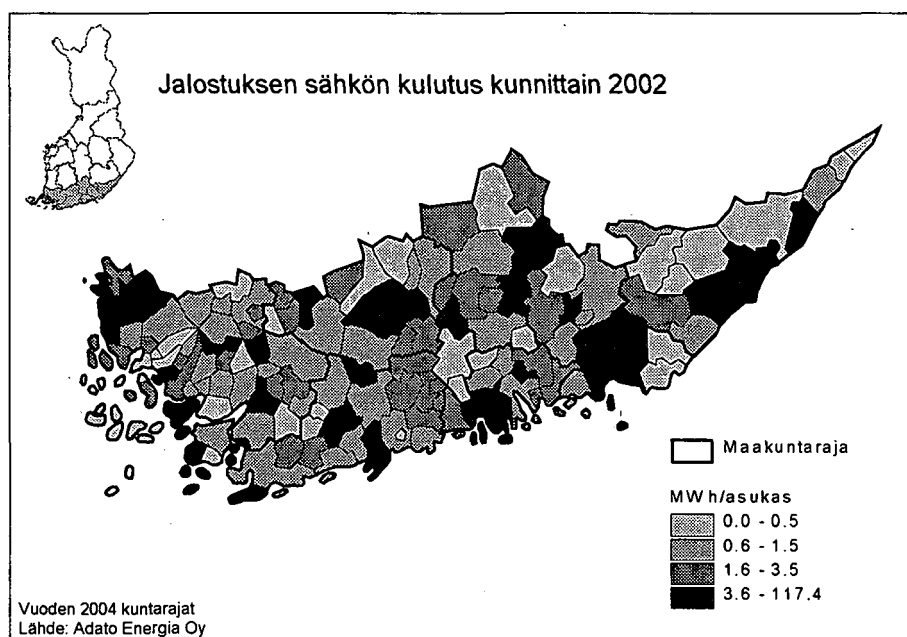 Jalostuksen sähkön kulutus kunnittain 2002
Maakuntaraja
MWh/asukas
0.0 - 0.5
0.6 - 1.5
1.6 - 3.5
3.6 - 117.4
Vuoden 2004 kuntarajat
Lähde: Adato Energia Oy